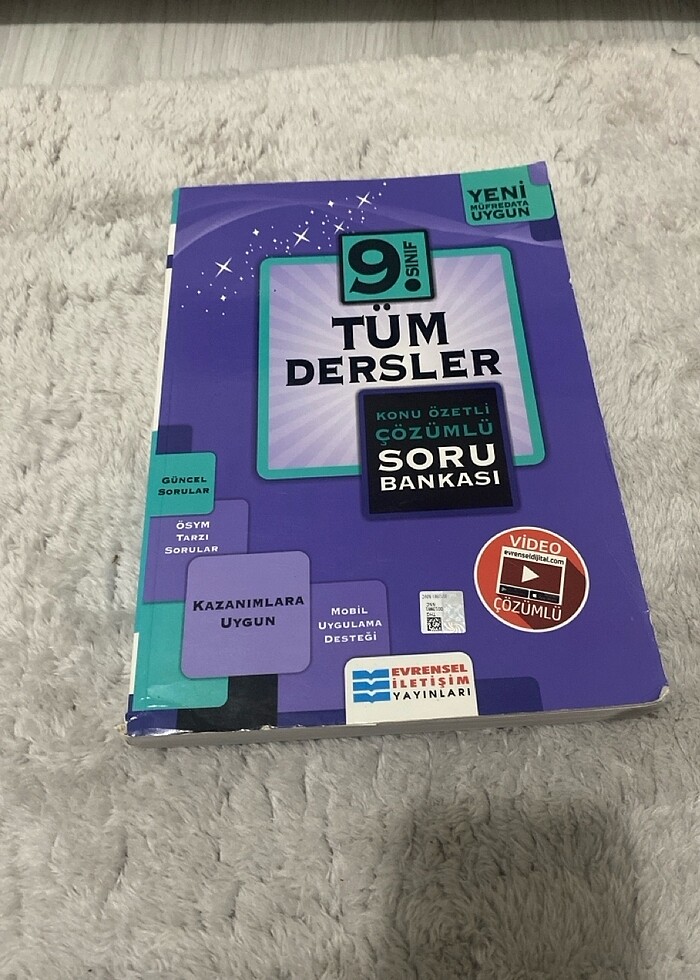 YENİ
MÜFREDATA
UYGUN
9.
SINIF
TÜM
DERSLER
KONU ÖZETLİ
ÇÖZÜMLÜ
SORU
BANKASI
GÜNCEL
SORULAR
ÖSYM
TARZI
SORULAR
KAZANIMLARA
UYGUN
MOBİL
UYGULAMA
DESTEĞİ
VİDEO
evrenseldijital.com
ÇÖZÜMLÜ
EVRENSEL
İLETİŞİM
YAYINLARI